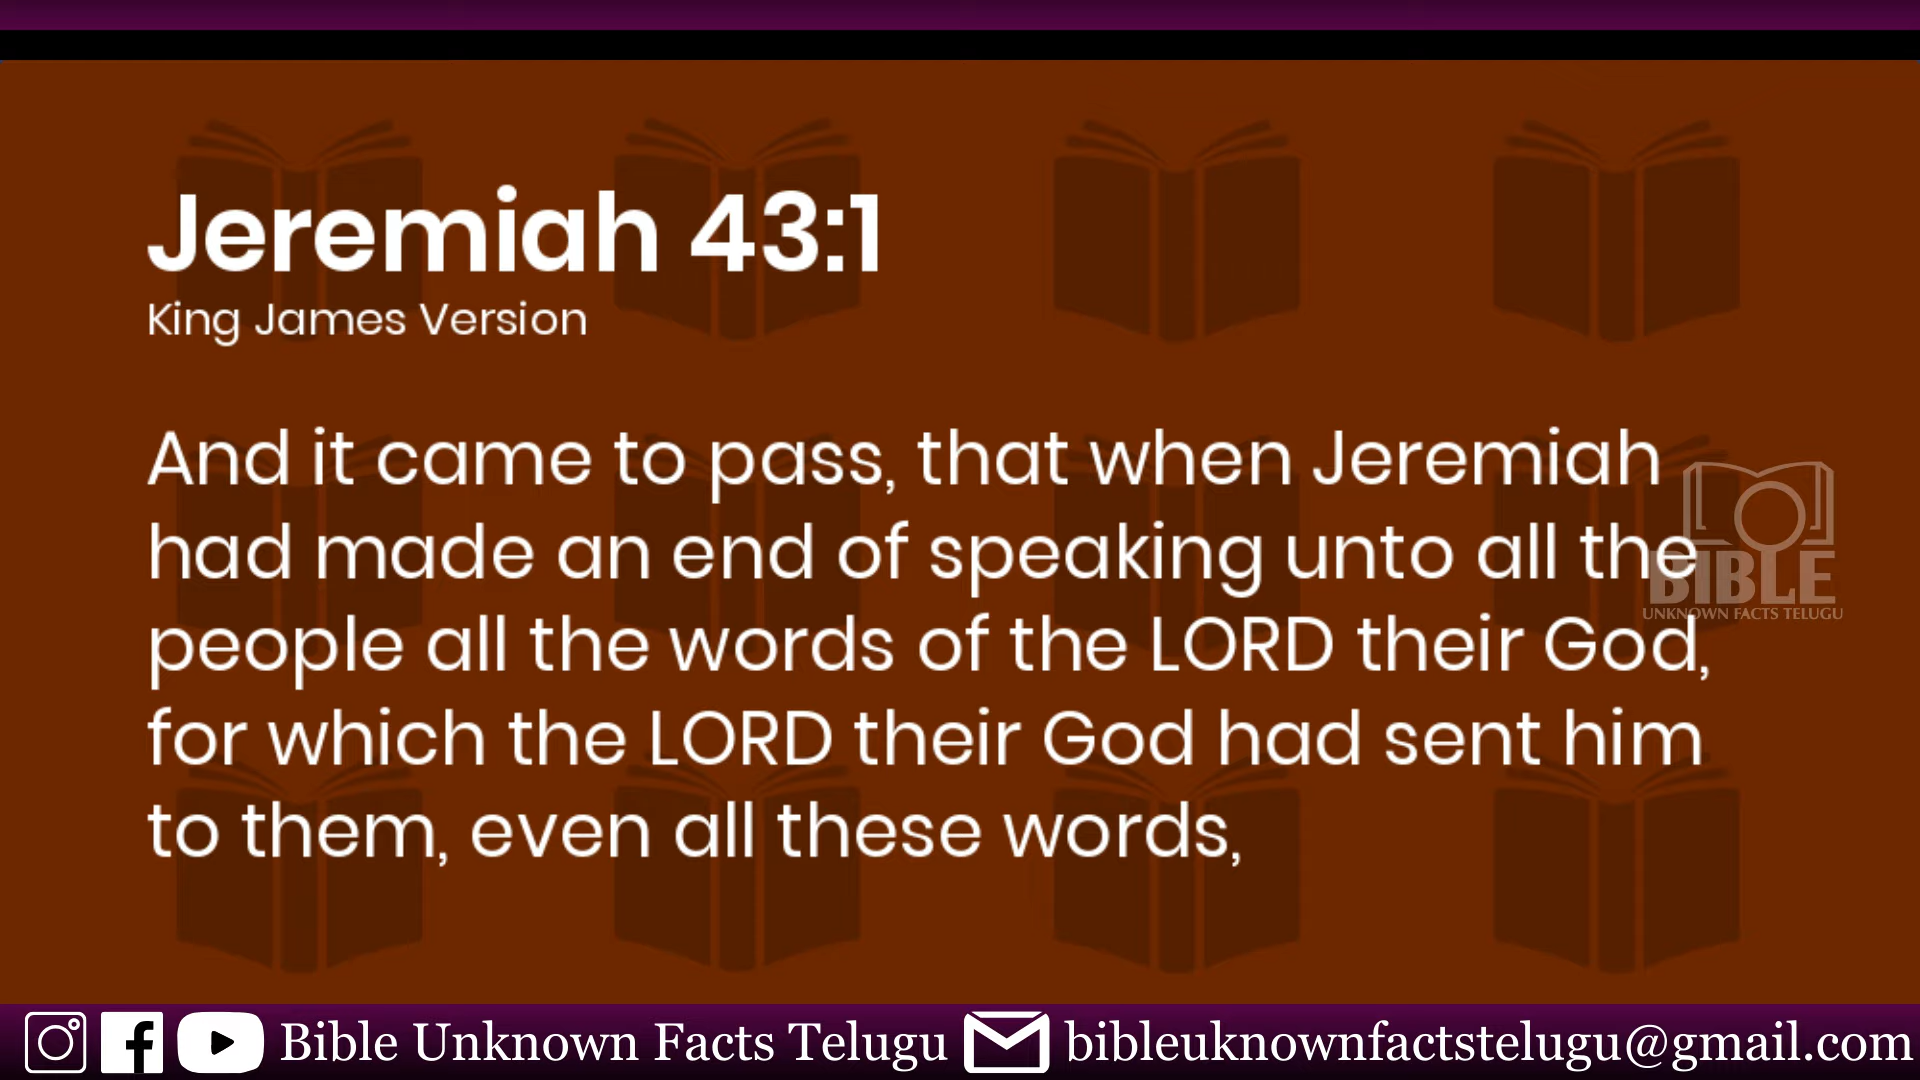 Jeremiah 43:1
King James Version
And it came to pass, that when Jeremiah
had made an end of speaking unto all the
people all the words of the LORD their God,
for which the LORD their God had sent him
to them, even all these words,
BIBLE
UNKNOWN FACTS TELUGU
Bible Unknown Facts Telugu bibleuknownfactstelugu@gmail.com